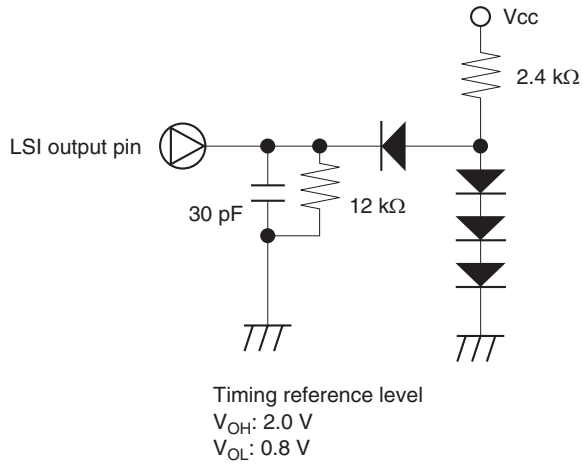 Vcc
2.4 kΩ
LSI output pin
30 pF
12 kΩ
Timing reference level
VOH: 2.0 V
VOL: 0.8 V